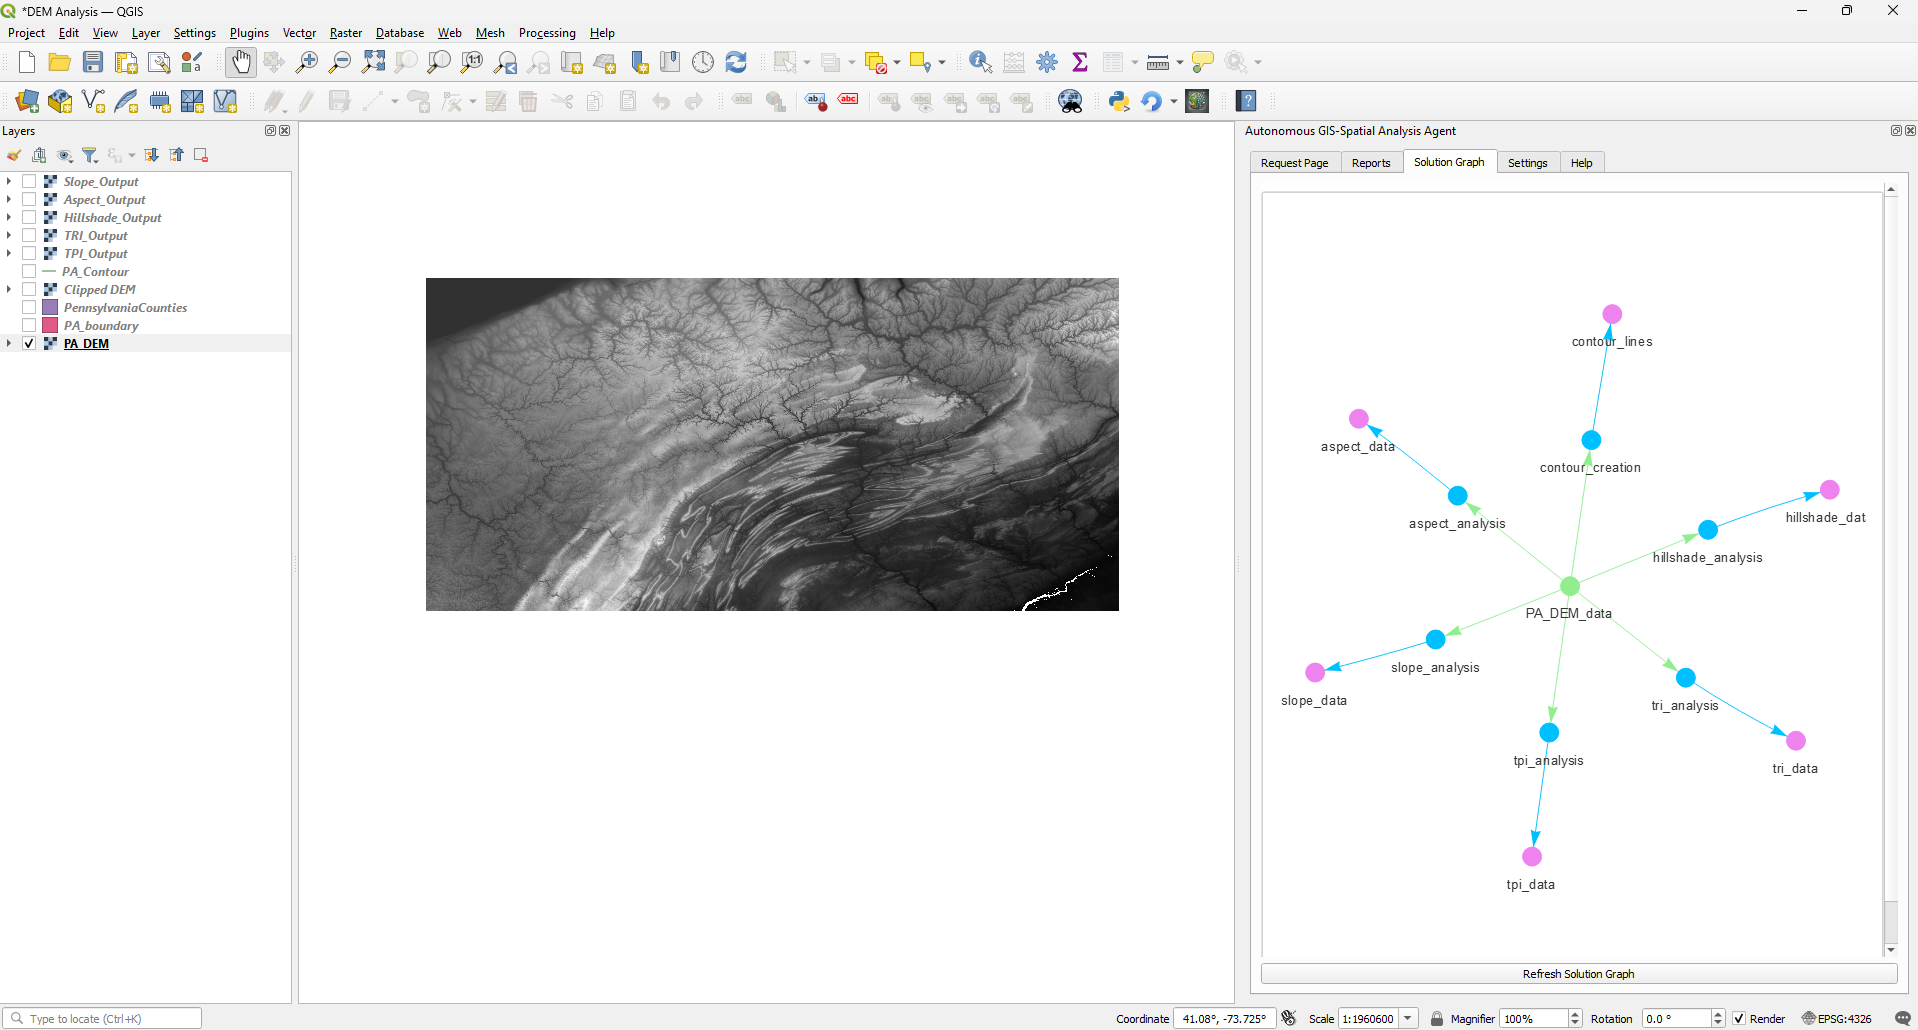 *DEM Analysis — QGIS
Project Edit View Layer Settings Plugins Vector Raster Database Web Mesh Processing Help
Layers
Slope_Output
Aspect_Output
Hillshade_Output
TRI_Output
TPI_Output
PA_Contour
Clipped DEM
PennsylvaniaCounties
PA_boundary
PA_DEM
Autonomous GIS-Spatial Analysis Agent
Request Page Reports Solution Graph Settings Help
contour_lines
aspect_data
contour_creation
hillshade_dat
aspect_analysis
hillshade_analysis
PA_DEM_data
slope_analysis
slope_data
tri_analysis
tpi_analysis
tri_data
tpi_data
Refresh Solution Graph
Type to locate (Ctrl+K)
Coordinate 41.08°, -73.725° Scale 1:1960600 Magnifier 100% Rotation 0.0 ° Render EPSG:4326